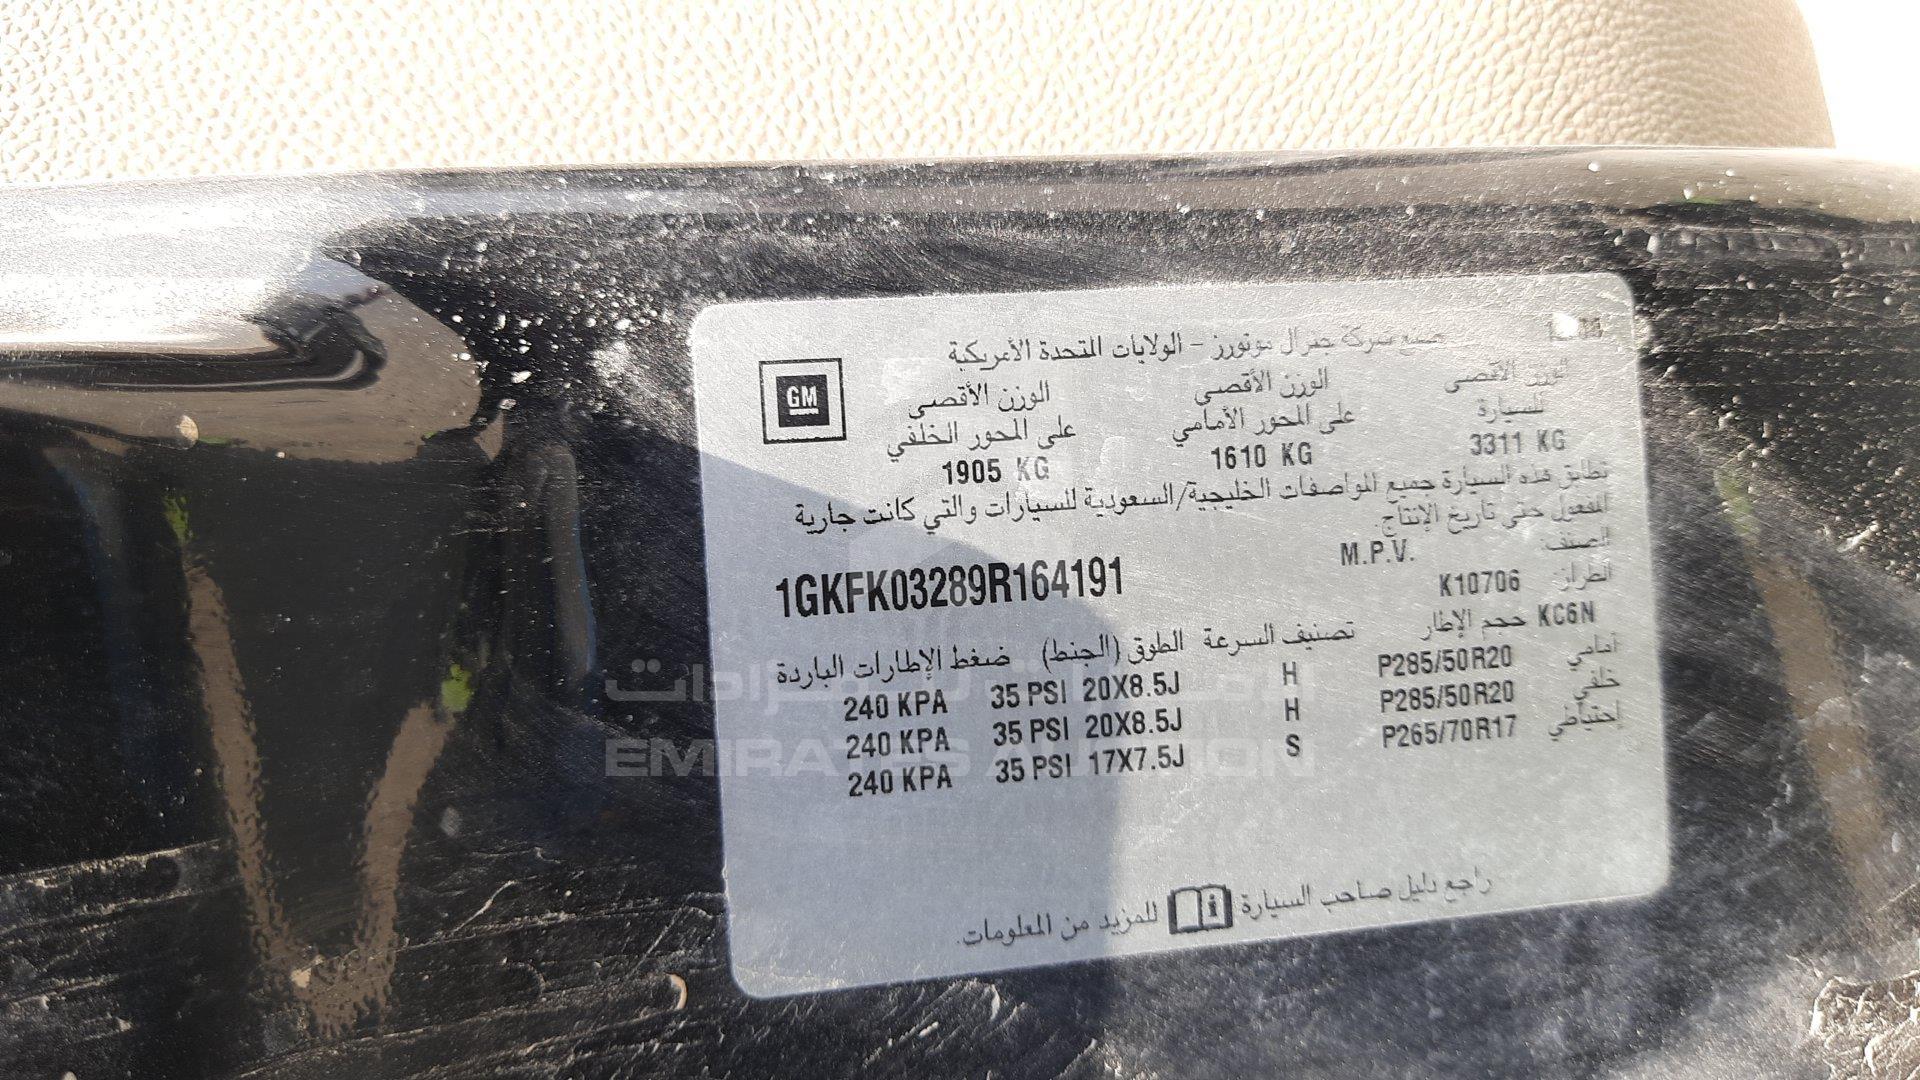 صنع شركة جنرال موتورز - الولايات المتحدة الأمريكية
GM
الوزن الأقصى الوزن الأقصى الوزن الأقصى
للسيارة على المحور الأمامي على المحور الخلفي
3311 KG 1610 KG 1905 KG
تطابق هذه السيارة جميع المواصفات الخليجية/السعودية للسيارات والتي كانت جارية
المفعول حتى تاريخ الإنتاج.
الصنف: M.P.V.
1GKFK03289R164191
الطراز: K10706
KC6N حجم الإطار تصنيف السرعة الطوق (الجنط) ضغط الإطارات الباردة
أمامي P285/50R20 H 20X8.5J 35 PSI 240 KPA
خلفي P285/50R20 H 20X8.5J 35 PSI 240 KPA
إحتياطي P265/70R17 S 17X7.5J 35 PSI 240 KPA
راجع دليل صاحب السيارة للمزيد من المعلومات.
الإمارات للمزادات
EMIRATES AUCTION